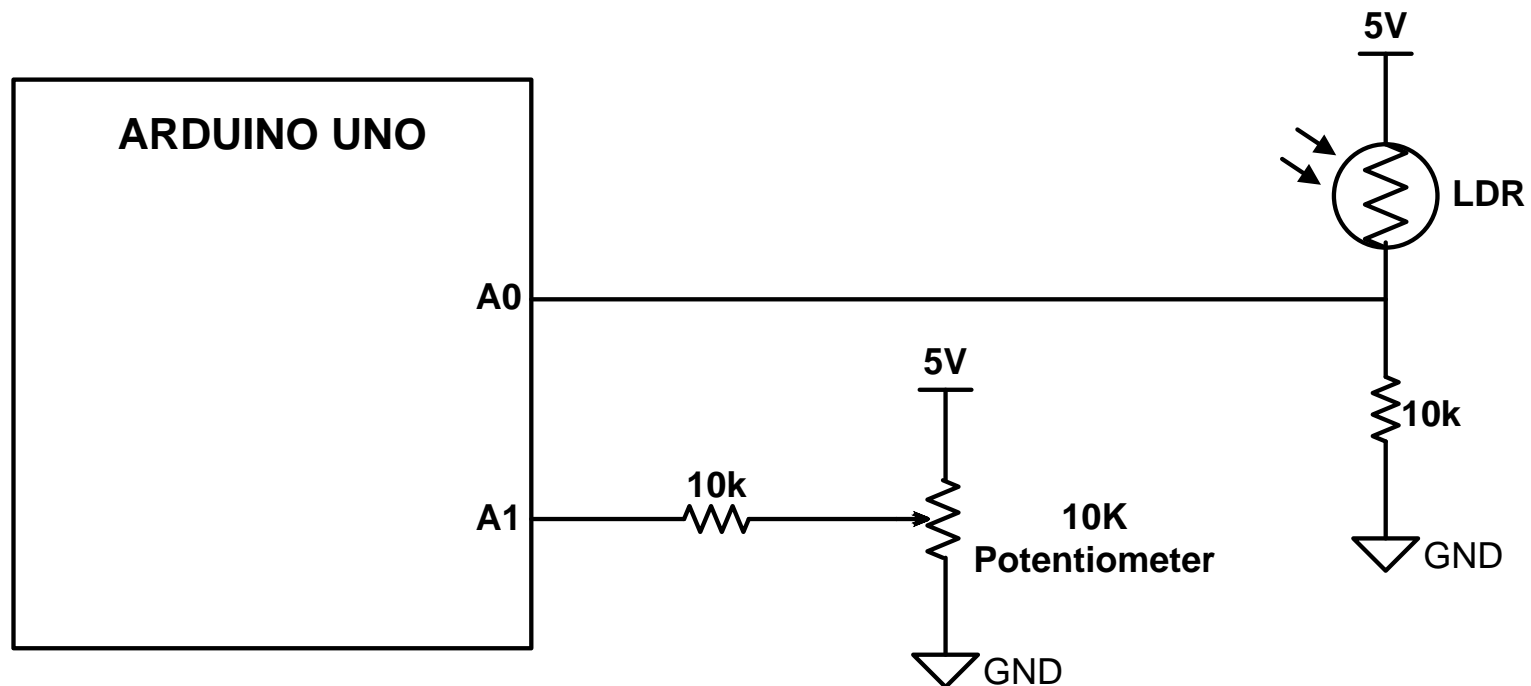 5V
ARDUINO UNO
LDR
A0
5V
10k
10k
A1
10K
Potentiometer
GND
GND